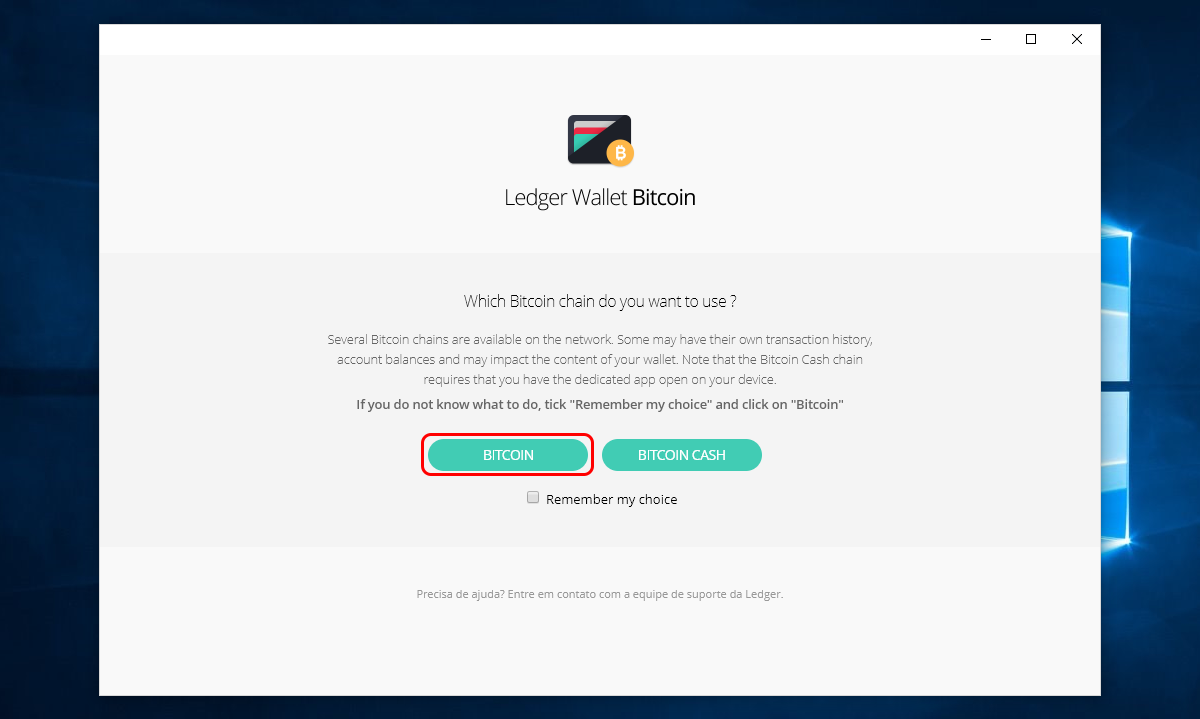 Ledger Wallet Bitcoin
Which Bitcoin chain do you want to use ?
Several Bitcoin chains are available on the network. Some may have their own transaction history,
account balances and may impact the content of your wallet. Note that the Bitcoin Cash chain
requires that you have the dedicated app open on your device.
If you do not know what to do, tick "Remember my choice" and click on "Bitcoin"
BITCOIN BITCOIN CASH
Remember my choice
Precisa de ajuda? Entre em contato com a equipe de suporte da Ledger.